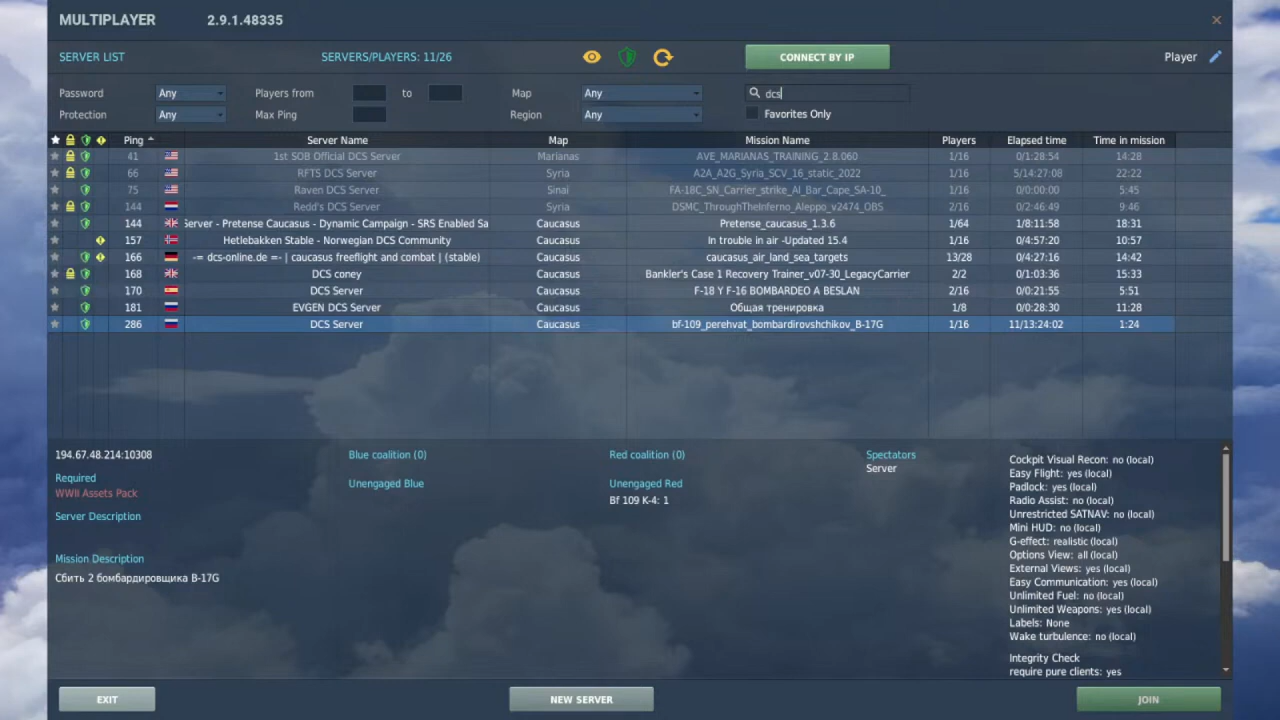 MULTIPLAYER 2.9.1.48335
SERVER LIST SERVERS/PLAYERS: 11/26 CONNECT BY IP Player
Password Any Players from to Map Any dcs
Protection Any Max Ping Region Any Favorites Only
Ping Server Name Map Mission Name Players Elapsed time Time in mission
41 1st SOB Official DCS Server Marianas AVE_MARIANAS_TRAINING_2.8.060 1/16 0/1:28:54 14:28
66 RFTS DCS Server Syria A2A_A2G_Syria_SCV_16_static_2022 1/16 5/14:27:08 22:22
75 Raven DCS Server Sinai FA-18C_SN_Carrier_strike_AI_Bar_Cape_SA-10_ 1/16 0/0:00:00 5:45
144 Redd's DCS Server Syria DSMC_ThroughTheInferno_Aleppo_v2474_OBS 2/16 0/2:46:49 9:46
144 Server - Pretense Caucasus - Dynamic Campaign - SRS Enabled Sa Caucasus Pretense_caucasus_1.3.6 1/64 1/8:11:58 18:31
157 Hetlebakken Stable - Norwegian DCS Community Caucasus In trouble in air -Updated 15.4 1/16 0/4:57:20 10:57
166 -= dcs-online.de =- | caucasus freeflight and combat | (stable) Caucasus caucasus_air_land_sea_targets 13/28 0/4:27:16 14:42
168 DCS coney Caucasus Bankler's Case 1 Recovery Trainer_v07-30_LegacyCarrier 2/2 0/1:03:36 15:33
170 DCS Server Caucasus F-18 Y F-16 BOMBARDEO A BESLAN 2/16 0/0:21:55 5:51
181 EVGEN DCS Server Caucasus Общая тренировка 1/8 0/0:28:30 11:28
286 DCS Server Caucasus bf-109_perehvat_bombardirovshchikov_B-17G 1/16 11/13:24:02 1:24
194.67.48.214:10308
Required
WWII Assets Pack
Server Description
Mission Description
Сбить 2 бомбардировщика B-17G
Blue coalition (0)
Unengaged Blue
Red coalition (0)
Unengaged Red
Bf 109 K-4: 1
Spectators
Server
Cockpit Visual Recon: no (local)
Easy Flight: yes (local)
Padlock: yes (local)
Radio Assist: no (local)
Unrestricted SATNAV: no (local)
Mini HUD: no (local)
G-effect: realistic (local)
Options View: all (local)
External Views: yes (local)
Easy Communication: yes (local)
Unlimited Fuel: no (local)
Unlimited Weapons: yes (local)
Labels: None
Wake turbulence: no (local)
Integrity Check
require pure clients: yes
EXIT NEW SERVER JOIN